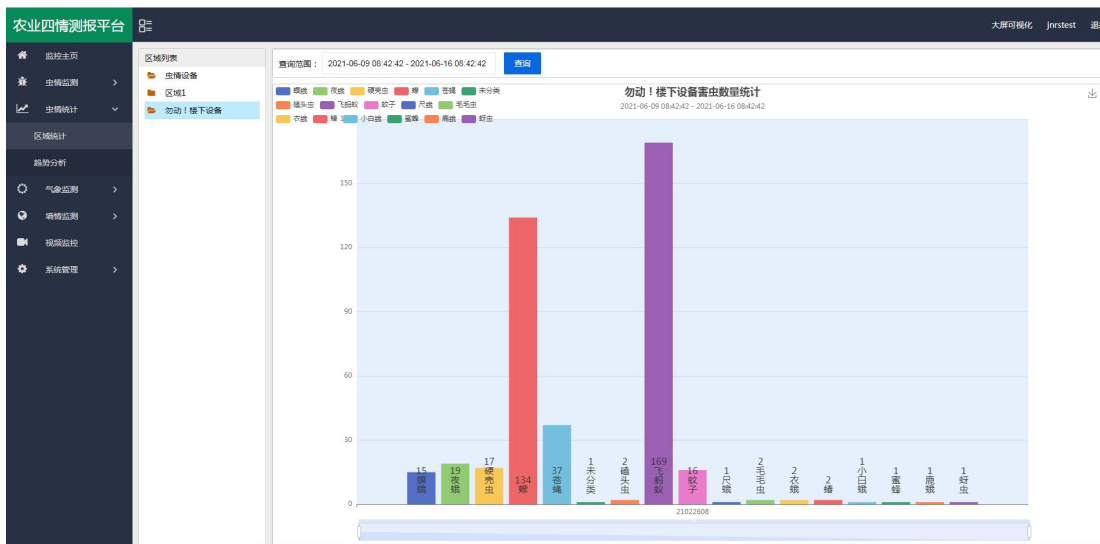 农业四情测报平台
大屏可视化 jnrstest
监控主页
虫情监测
虫情统计
区域统计
趋势分析
气象监测
墒情监测
视频监控
系统管理
区域列表
虫情设备
区域1
勿动！楼下设备
查询范围： 2021-06-09 08:42:42 - 2021-06-16 08:42:42 查询
螟蛾 夜蛾 硬壳虫 螺 苍蝇 未分类
磕头虫 飞蚂蚁 蚊子 尺蛾 毛毛虫
衣蛾 蝽 小白蛾 蜜蜂 鹿蛾 蚜虫
勿动！楼下设备害虫数量统计
2021-06-09 08:42:42 - 2021-06-16 08:42:42
150
120
90
60
30
0
15 螟蛾
19 夜蛾
17 硬壳虫
134 螺
37 苍蝇
1 未分类
2 磕头虫
169 飞蚂蚁
16 蚊子
1 尺蛾
2 毛毛虫
2 衣蛾
2 蝽
1 小白蛾
1 蜜蜂
1 鹿蛾
1 蚜虫
21022608